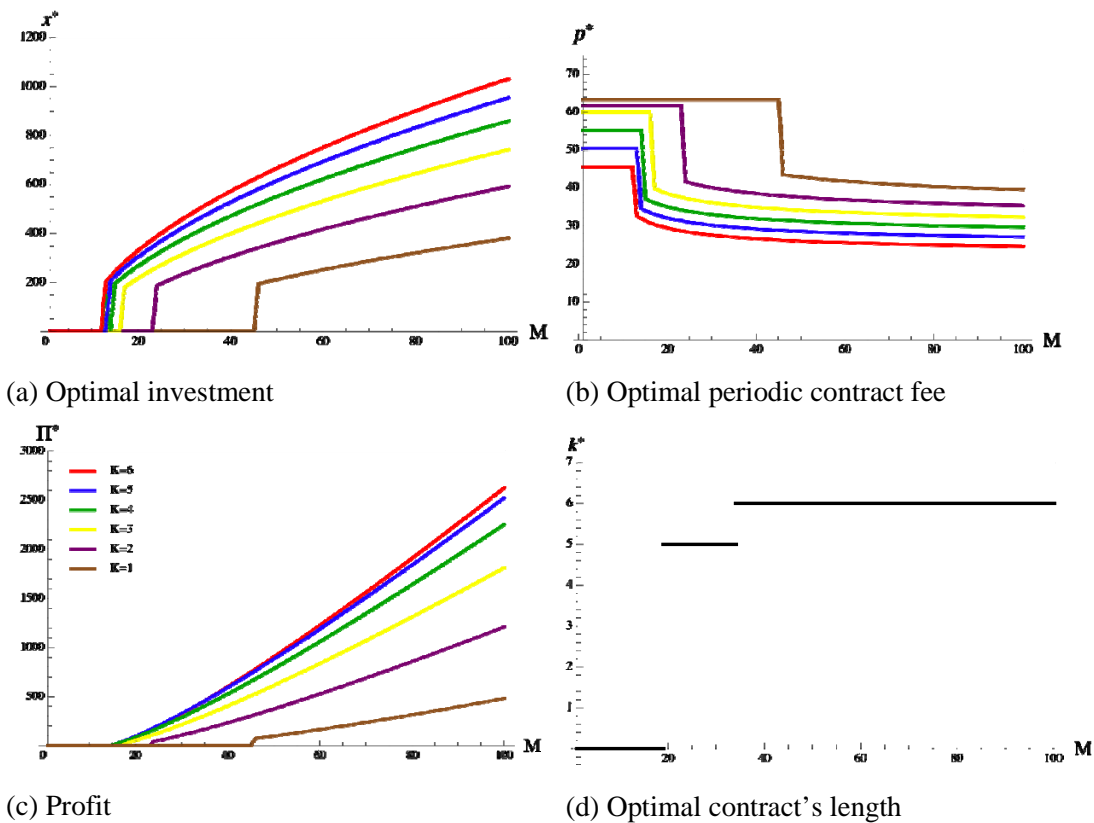 x*
1200
1000
800
600
400
200
0
20
40
60
80
100
M
(a) Optimal investment
p*
70
60
50
40
30
20
10
0
0
20
40
60
80
100
M
(b) Optimal periodic contract fee
Π*
3000
2500
2000
1500
1000
500
0
K=6
K=5
K=4
K=3
K=2
K=1
0
20
40
60
80
100
M
(c) Profit
k*
7
6
5
4
3
2
1
0
20
40
60
80
100
M
(d) Optimal contract's length